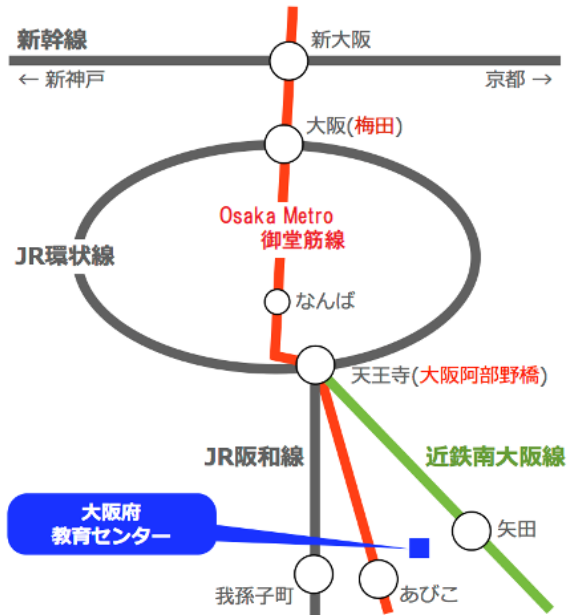 新大阪
新幹線
← 新神戸
京都 →
大阪(梅田)
Osaka Metro
御堂筋線
JR環状線
なんば
天王寺(大阪阿部野橋)
JR阪和線
近鉄南大阪線
大阪府
教育センター
矢田
我孫子町
あびこ